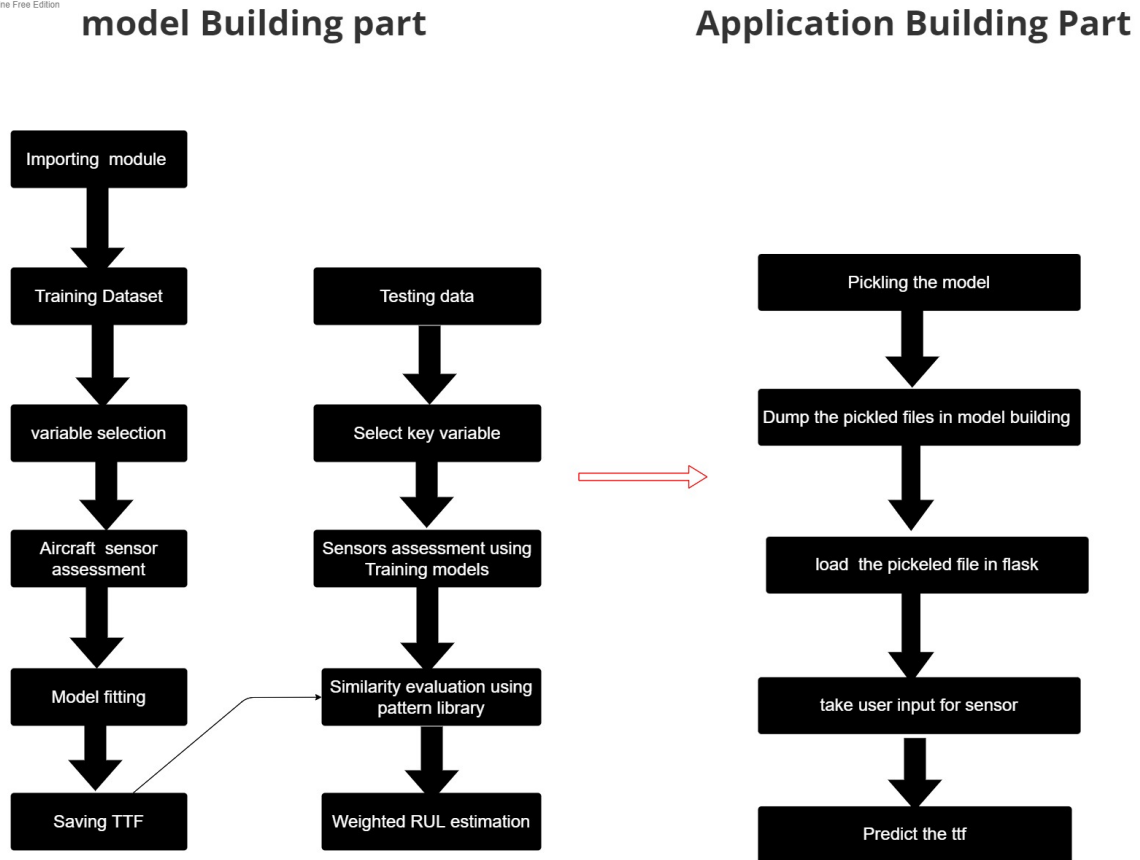 ne Free Edition
model Building part
Application Building Part
Importing  module
Training Dataset
variable selection
Aircraft  sensor
assessment
Model fitting
Saving TTF
Testing data
Select key variable
Sensors assessment using
Training models
Similarity evaluation using
pattern library
Weighted RUL estimation
Pickling the model
Dump the pickled files in model building
load  the pickeled file in flask
take user input for sensor
Predict the ttf